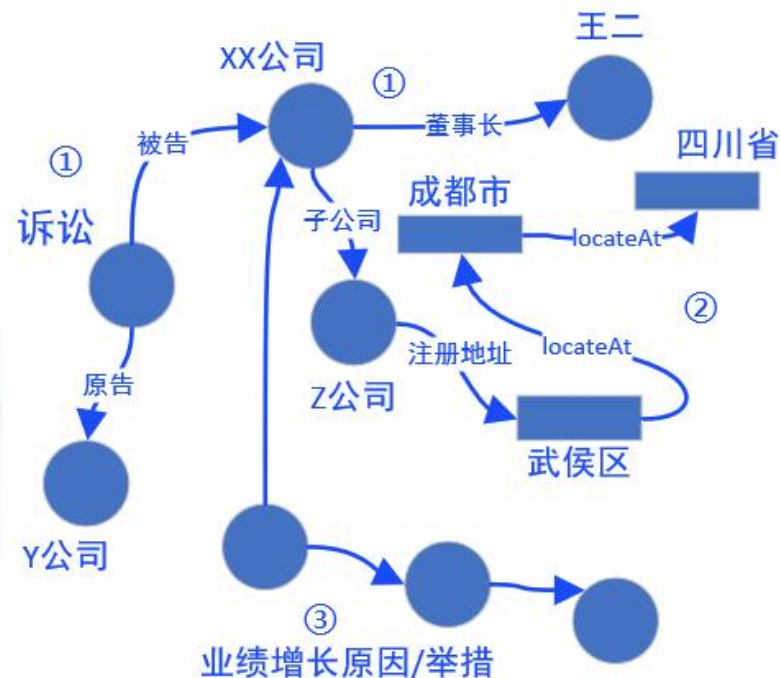 王二
XX公司
①
董事长
被告
四川省
①
成都市
子公司
诉讼
locateAt
②
注册地址
locateAt
原告
Z公司
武侯区
Y公司
③
业绩增长原因/举措